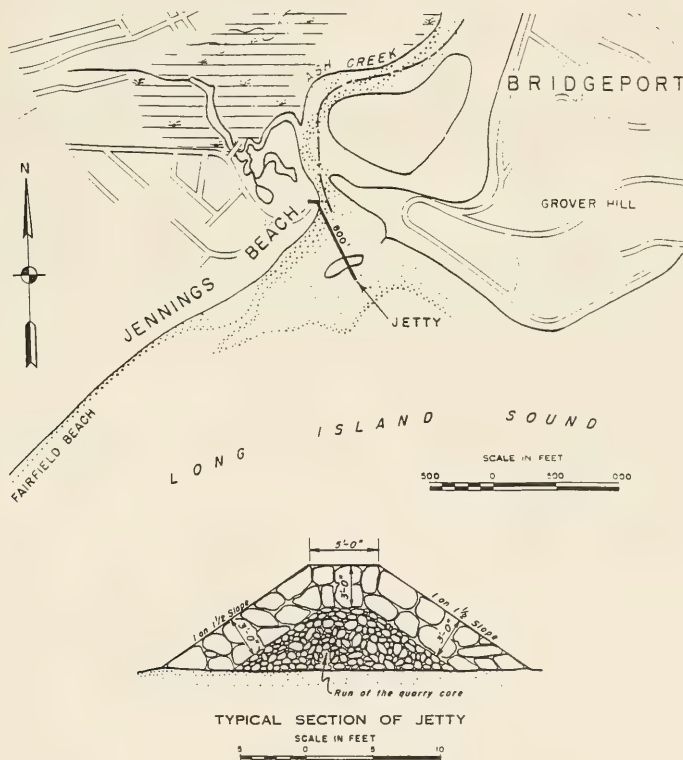 ASH CREEK
BRIDGEPORT
N
GROVER HILL
800'
JENNINGS BEACH
JETTY
FAIRFIELD BEACH
LONG ISLAND SOUND
SCALE IN FEET
500 0 500 000
5'-0"
3'-0"
1 on 1½ Slope
1 on 1½ Slope
3'-0"
3'-0"
Run of the quarry core
TYPICAL SECTION OF JETTY
SCALE IN FEET
5 0 5 10